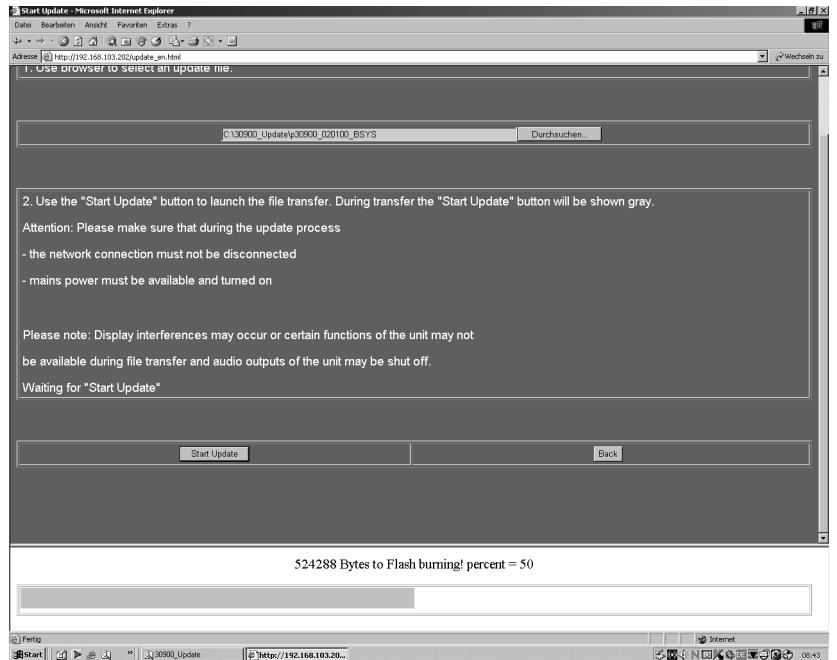 Start Update - Microsoft Internet Explorer
Datei Bearbeiten Ansicht Favoriten Extras ?
Adresse http://192.168.103.202/update_en.html Wechseln zu
1. Use browser to select an update file.
C:\30900_Update\p30900_020100_BSYS Durchsuchen...
2. Use the "Start Update" button to launch the file transfer. During transfer the "Start Update" button will be shown gray.
Attention: Please make sure that during the update process
- the network connection must not be disconnected
- mains power must be available and turned on
Please note: Display interferences may occur or certain functions of the unit may not
be available during file transfer and audio outputs of the unit may be shut off.
Waiting for "Start Update"
Start Update Back
524288 Bytes to Flash burning! percent = 50
Fertig Internet
Start » 30900_Update http://192.168.103.20... 08:43